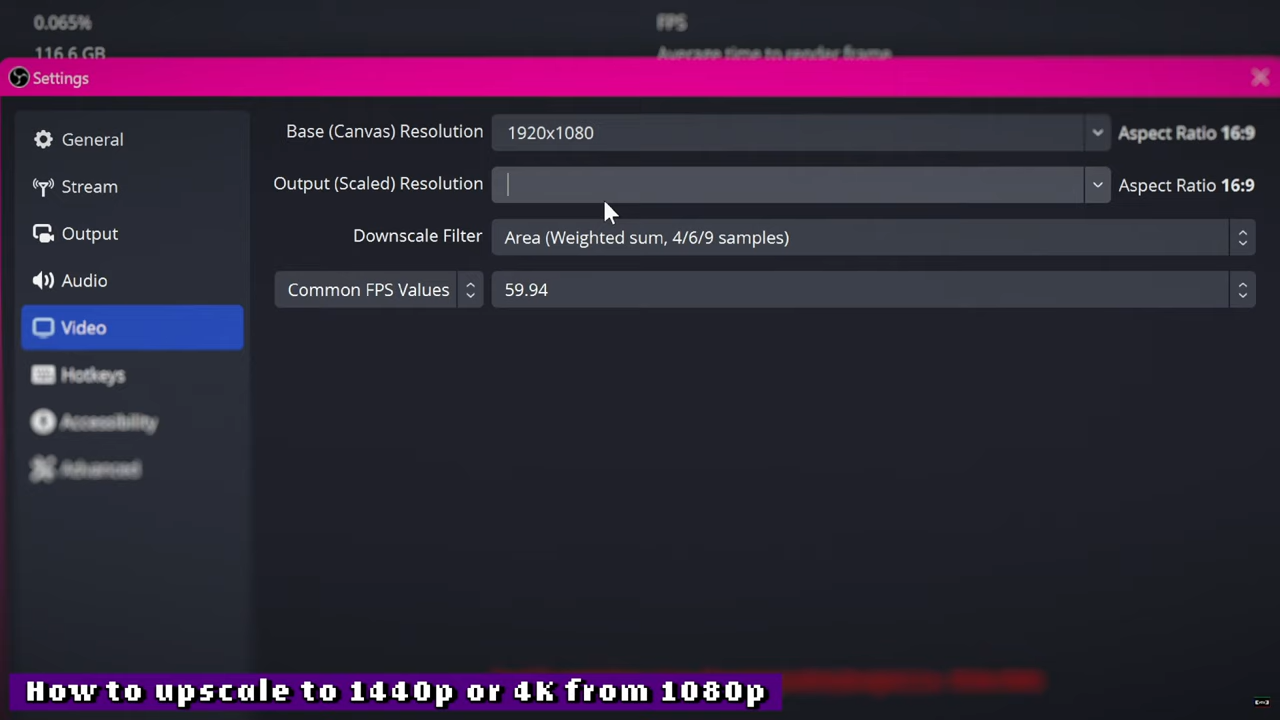 0.065%
FPS
116.6 GB
Average time to render frame
Settings
General
Stream
Output
Audio
Video
Hotkeys
Accessibility
Advanced
Base (Canvas) Resolution
1920x1080
Aspect Ratio 16:9
Output (Scaled) Resolution
Aspect Ratio 16:9
Downscale Filter
Area (Weighted sum, 4/6/9 samples)
Common FPS Values
59.94
How to upscale to 1440p or 4K from 1080p